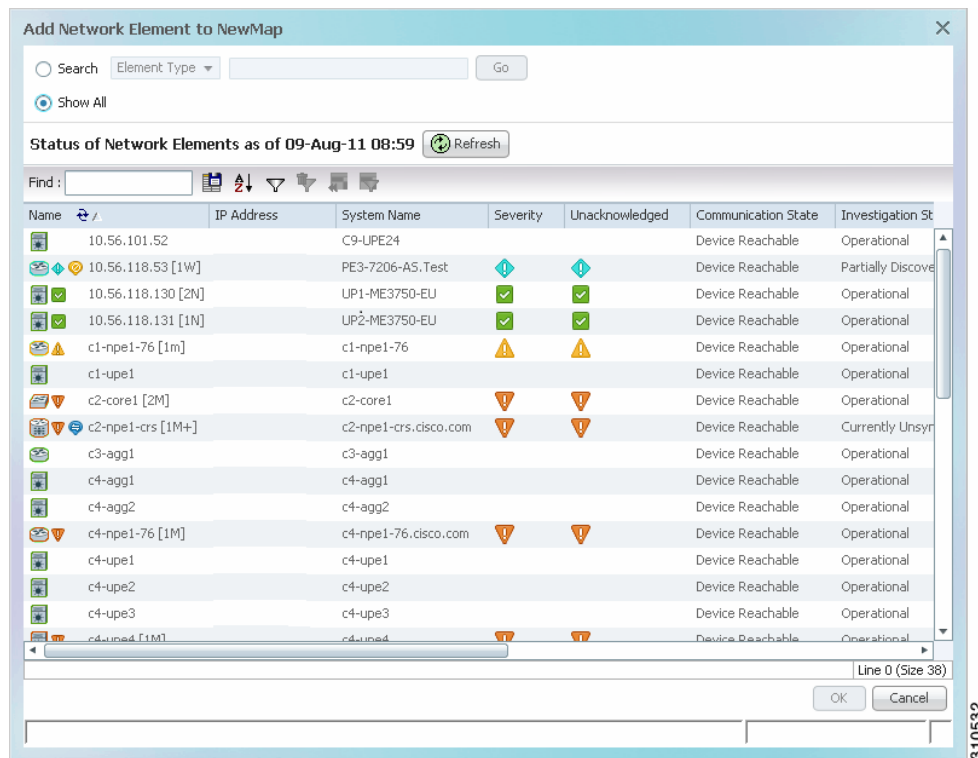 Add Network Element to NewMap
Search Element Type Go
Show All
Status of Network Elements as of 09-Aug-11 08:59 Refresh
Find :
Name IP Address System Name Severity Unacknowledged Communication State Investigation St
10.56.101.52 C9-UPE24 Device Reachable Operational
10.56.118.53 [1W] PE3-7206-AS.Test Device Reachable Partially Discove
10.56.118.130 [2N] UP1-ME3750-EU Device Reachable Operational
10.56.118.131 [1N] UP2-ME3750-EU Device Reachable Operational
c1-npe1-76 [1m] c1-npe1-76 Device Reachable Operational
c1-upe1 c1-upe1 Device Reachable Operational
c2-core1 [2M] c2-core1 Device Reachable Operational
c2-npe1-crs [1M+] c2-npe1-crs.cisco.com Device Reachable Currently Unsyn
c3-agg1 c3-agg1 Device Reachable Operational
c4-agg1 c4-agg1 Device Reachable Operational
c4-agg2 c4-agg2 Device Reachable Operational
c4-npe1-76 [1M] c4-npe1-76.cisco.com Device Reachable Operational
c4-upe1 c4-upe1 Device Reachable Operational
c4-upe2 c4-upe2 Device Reachable Operational
c4-upe3 c4-upe3 Device Reachable Operational
c4-upe4 [1M] c4-upe4 Device Reachable Operational
Line 0 (Size 38)
OK Cancel
310532